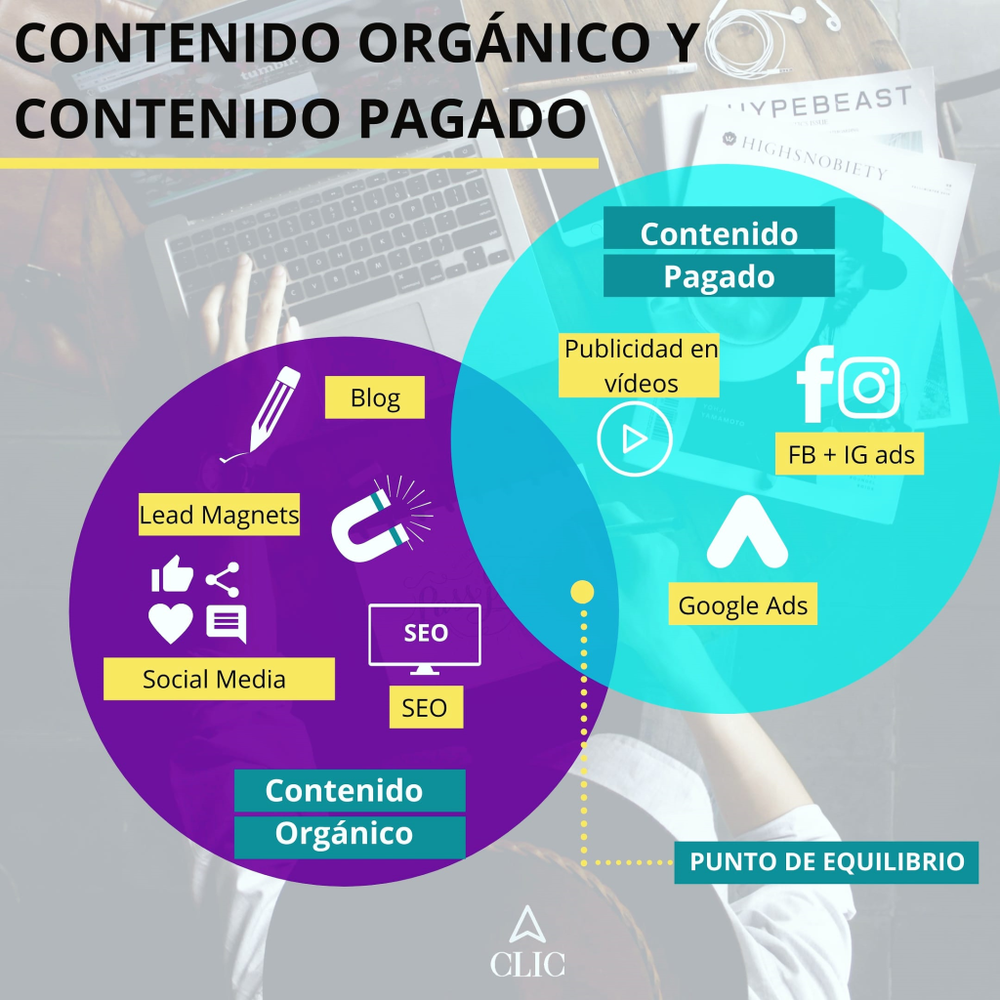 CONTENIDO ORGÁNICO Y
CONTENIDO PAGADO
tumblr.
HYPEBEAST
HIGHSNOBIETY
Contenido
Pagado
Publicidad en
vídeos
FB + IG ads
Google Ads
Blog
Lead Magnets
SEO
Social Media
SEO
Contenido
Orgánico
PUNTO DE EQUILIBRIO
CLIC